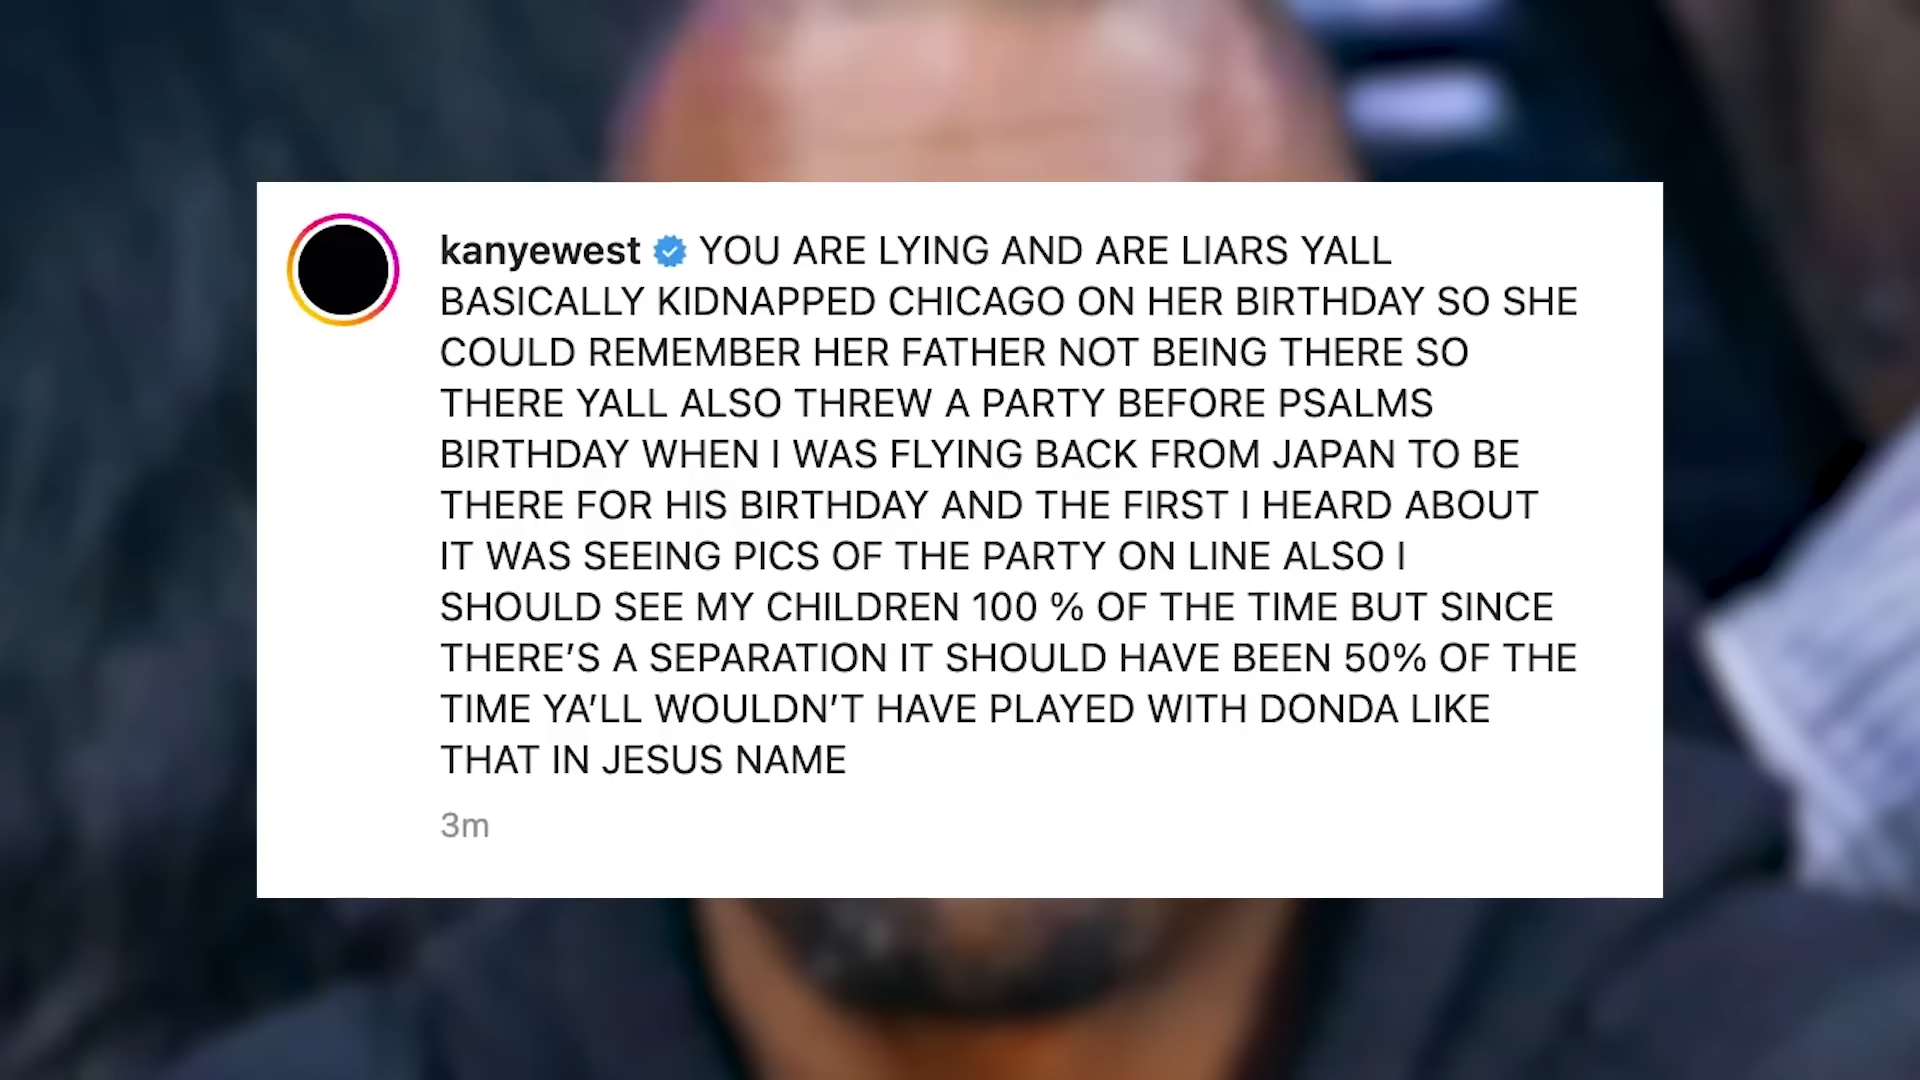 kanyewest YOU ARE LYING AND ARE LIARS YALL
BASICALLY KIDNAPPED CHICAGO ON HER BIRTHDAY SO SHE
COULD REMEMBER HER FATHER NOT BEING THERE SO
THERE YALL ALSO THREW A PARTY BEFORE PSALMS
BIRTHDAY WHEN I WAS FLYING BACK FROM JAPAN TO BE
THERE FOR HIS BIRTHDAY AND THE FIRST I HEARD ABOUT
IT WAS SEEING PICS OF THE PARTY ON LINE ALSO I
SHOULD SEE MY CHILDREN 100 % OF THE TIME BUT SINCE
THERE’S A SEPARATION IT SHOULD HAVE BEEN 50% OF THE
TIME YA’LL WOULDN’T HAVE PLAYED WITH DONDA LIKE
THAT IN JESUS NAME
3m